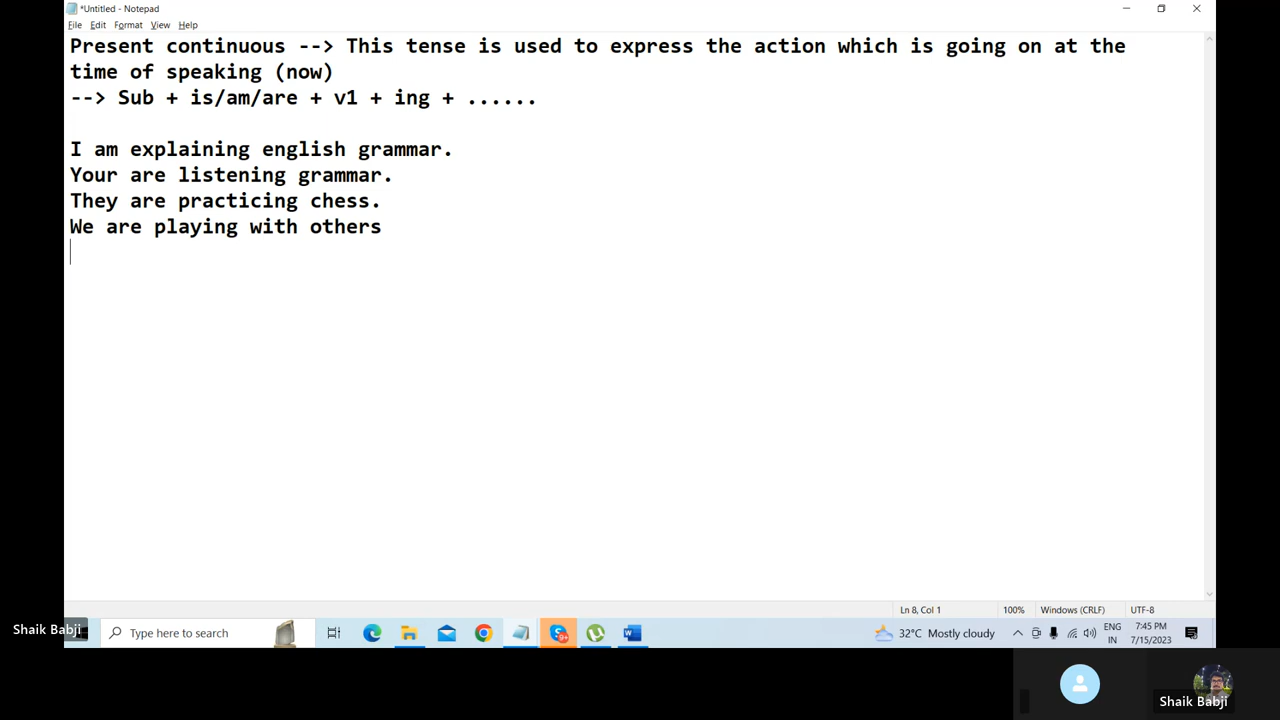 *Untitled - Notepad
File Edit Format View Help
Present continuous --> This tense is used to express the action which is going on at the
time of speaking (now)
--> Sub + is/am/are + v1 + ing + ......
I am explaining english grammar.
Your are listening grammar.
They are practicing chess.
We are playing with others
Ln 8, Col 1 100% Windows (CRLF) UTF-8
Shaik Babji
Type here to search
32°C Mostly cloudy
ENG
IN
7:45 PM
7/15/2023
Shaik Babji